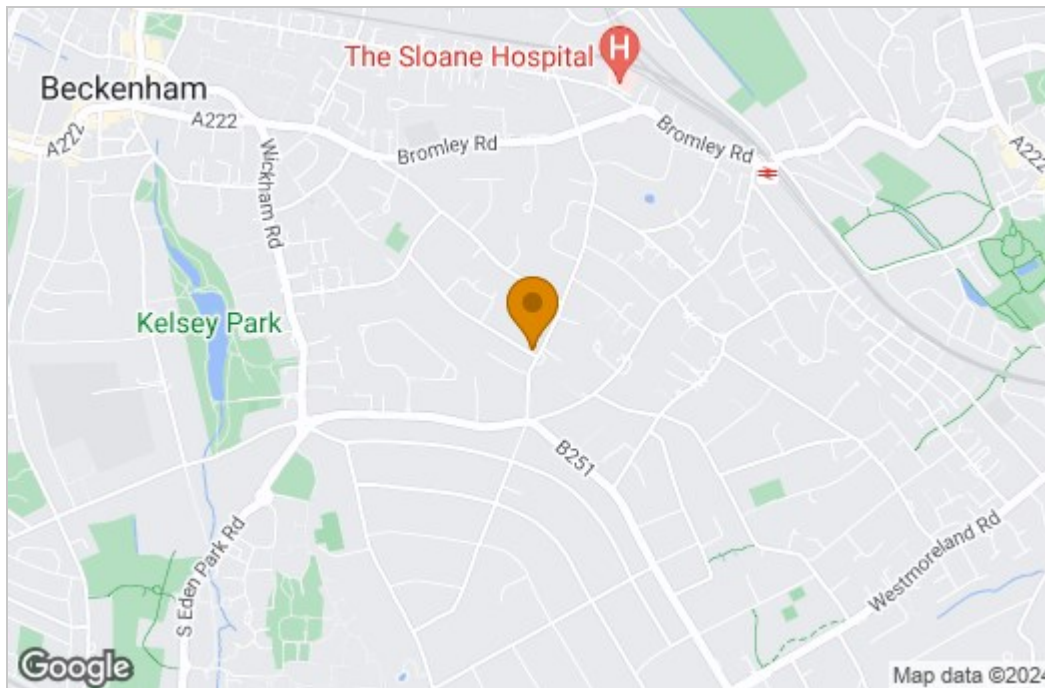 The Sloane Hospital
H
Beckenham
A222
A222
Bromley Rd
Bromley Rd
A222
Wickham Rd
Kelsey Park
B251
S Eden Park Rd
Westmoreland Rd
Google
Map data ©2024